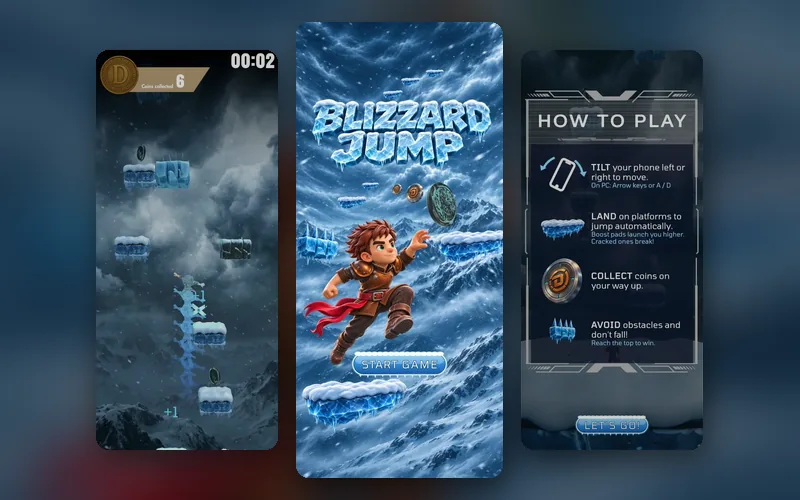 D
Coins collected 6
00:02
+1
BLIZZARD
JUMP
START GAME
HOW TO PLAY
TILT your phone left or
right to move.
On PC: Arrow keys or A / D
LAND on platforms to
jump automatically.
Boost pads launch you higher.
Cracked ones break!
COLLECT coins on
your way up.
AVOID obstacles and
don't fall!
Reach the top to win.
LET'S GO!